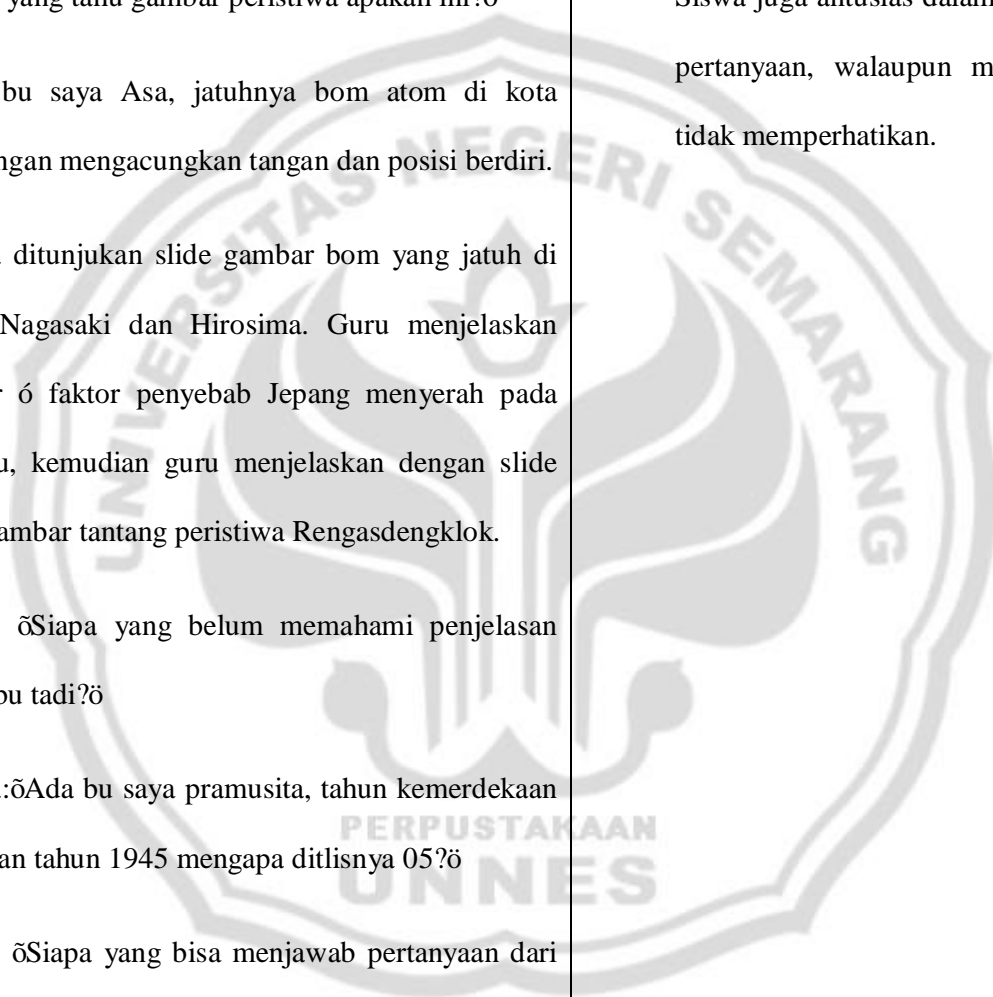 yang tahu gambar peristiwa apakah ini?ö
bu saya Asa, jatuhnya bom atom di kota
ngan mengacungkan tangan dan posisi berdiri.
ditunjukan slide gambar bom yang jatuh di
Nagasaki dan Hirosima. Guru menjelaskan
r ó faktor penyebab Jepang menyerah pada
u, kemudian guru menjelaskan dengan slide
ambar tantang peristiwa Rengasdengklok.
õSiapa yang belum memahami penjelasan
bu tadi?ö
:õAda bu saya pramusita, tahun kemerdekaan
an tahun 1945 mengapa ditlisnya 05?ö
õSiapa yang bisa menjawab pertanyaan dari
Siswa juga antusias dalam
pertanyaan, walaupun m
tidak memperhatikan.
UNIVERSITAS NEGERI SEMARANG
PERPUSTAKAAN
UNNES